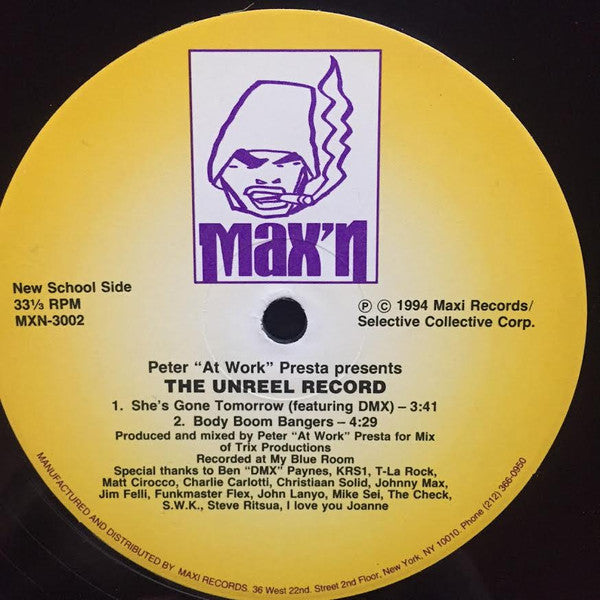 Max'n
New School Side
33⅓ RPM
MXN-3002
Ⓟ © 1994 Maxi Records/
Selective Collective Corp.
Peter "At Work" Presta presents
THE UNREEL RECORD
1. She's Gone Tomorrow (featuring DMX) – 3:41
2. Body Boom Bangers – 4:29
Produced and mixed by Peter "At Work" Presta for Mix
of Trix Productions
Recorded at My Blue Room
Special thanks to Ben "DMX" Paynes, KRS1, T-La Rock,
Matt Cirocco, Charlie Carlotti, Christiaan Solid, Johnny Max,
Jim Felli, Funkmaster Flex, John Lanyo, Mike Sei, The Check,
S.W.K., Steve Ritsua, I love you Joanne
MANUFACTURED AND DISTRIBUTED BY MAXI RECORDS. 36 West 22nd. Street 2nd Floor, New York, NY 10010. Phone (212) 366-0950